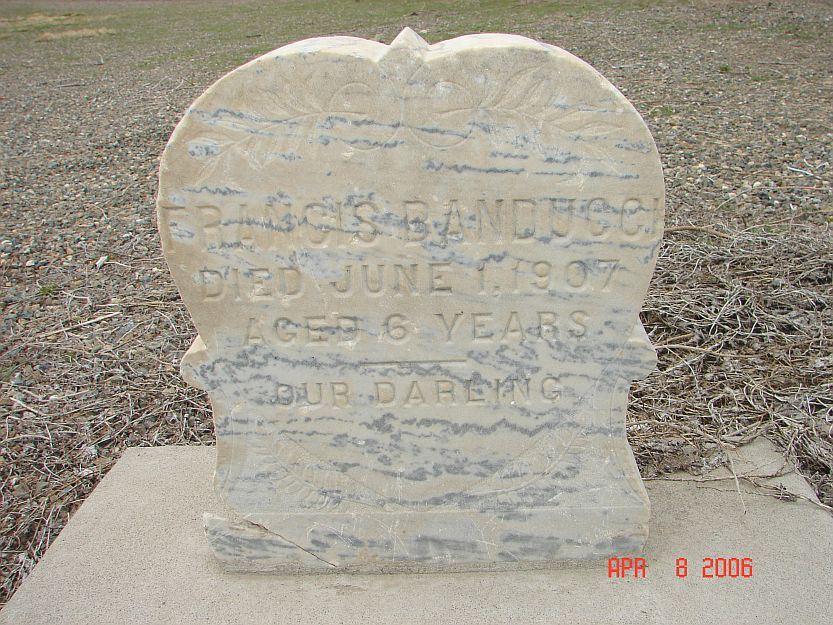 FRANCIS BANDUCCI
DIED JUNE 1, 1907
AGED 6 YEARS
OUR DARLING
APR 8 2006